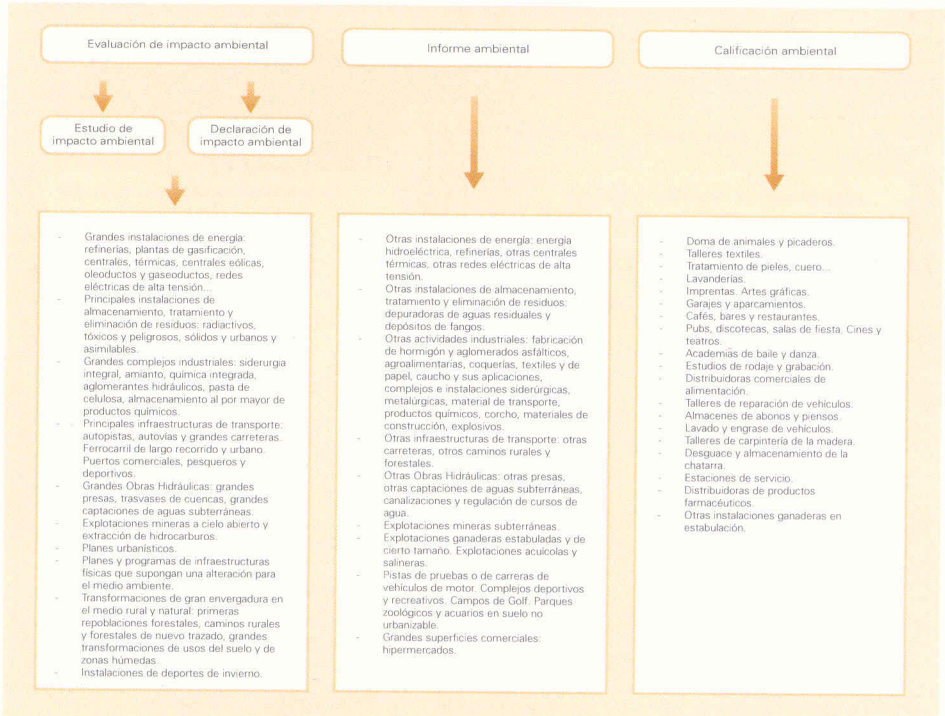 Evaluación de impacto ambiental
Estudio de
impacto ambiental
Declaración de
impacto ambiental
- Grandes instalaciones de energía:
refinerías, plantas de gasificación,
centrales, térmicas, centrales eólicas,
oleoductos y gaseoductos, redes
eléctricas de alta tensión...
- Principales instalaciones de
almacenamiento, tratamiento y
eliminación de residuos: radiactivos,
tóxicos y peligrosos, sólidos y urbanos y
asimilables.
- Grandes complejos industriales: siderurgia
integral, amianto, química integrada,
aglomerantes hidráulicos, pasta de
celulosa, almacenamiento al por mayor de
productos químicos.
- Principales infraestructuras de transporte:
autopistas, autovías y grandes carreteras.
Ferrocarril de largo recorrido y urbano.
Puertos comerciales, pesqueros y
deportivos.
- Grandes Obras Hidráulicas: grandes
presas, trasvases de cuencas, grandes
captaciones de aguas subterráneas.
- Explotaciones mineras a cielo abierto y
extracción de hidrocarburos.
- Planes urbanísticos.
- Planes y programas de infraestructuras
físicas que supongan una alteración para
el medio ambiente.
- Transformaciones de gran envergadura en
el medio rural y natural: primeras
repoblaciones forestales, caminos rurales
y forestales de nuevo trazado, grandes
transformaciones de usos del suelo y de
zonas húmedas.
- Instalaciones de deportes de invierno.
Informe ambiental
- Otras instalaciones de energía: energía
hidroeléctrica, refinerías, otras centrales
térmicas, otras redes eléctricas de alta
tensión.
- Otras instalaciones de almacenamiento,
tratamiento y eliminación de residuos:
depuradoras de aguas residuales y
depósitos de fangos.
- Otras actividades industriales: fabricación
de hormigón y aglomerados asfálticos,
agroalimentarias, coquerías, textiles y de
papel, caucho y sus aplicaciones,
complejos e instalaciones siderúrgicas,
metalúrgicas, material de transporte,
productos químicos, corcho, materiales de
construcción, explosivos.
- Otras infraestructuras de transporte: otras
carreteras, otros caminos rurales y
forestales.
- Otras Obras Hidráulicas: otras presas,
otras captaciones de aguas subterráneas,
canalizaciones y regulación de cursos de
agua.
- Explotaciones mineras subterráneas.
- Explotaciones ganaderas estabuladas y de
cierto tamaño. Explotaciones acuícolas y
salineras.
- Pistas de pruebas o de carreras de
vehículos de motor. Complejos deportivos
y recreativos. Campos de Golf. Parques
zoológicos y acuarios en suelo no
urbanizable.
- Grandes superficies comerciales:
hipermercados.
Calificación ambiental
- Doma de animales y picaderos.
- Talleres textiles.
- Tratamiento de pieles, cuero...
- Lavanderías.
- Imprentas. Artes gráficas.
- Garajes y aparcamientos.
- Cafés, bares y restaurantes.
- Pubs, discotecas, salas de fiesta. Cines y
teatros.
- Academias de baile y danza.
- Estudios de rodaje y grabación.
- Distribuidoras comerciales de
alimentación.
- Talleres de reparación de vehículos.
- Almacenes de abonos y piensos.
- Lavado y engrase de vehículos.
- Talleres de carpintería de la madera.
- Desguace y almacenamiento de la
chatarra.
- Estaciones de servicio.
- Distribuidoras de productos
farmacéuticos.
- Otras instalaciones ganaderas en
estabulación.